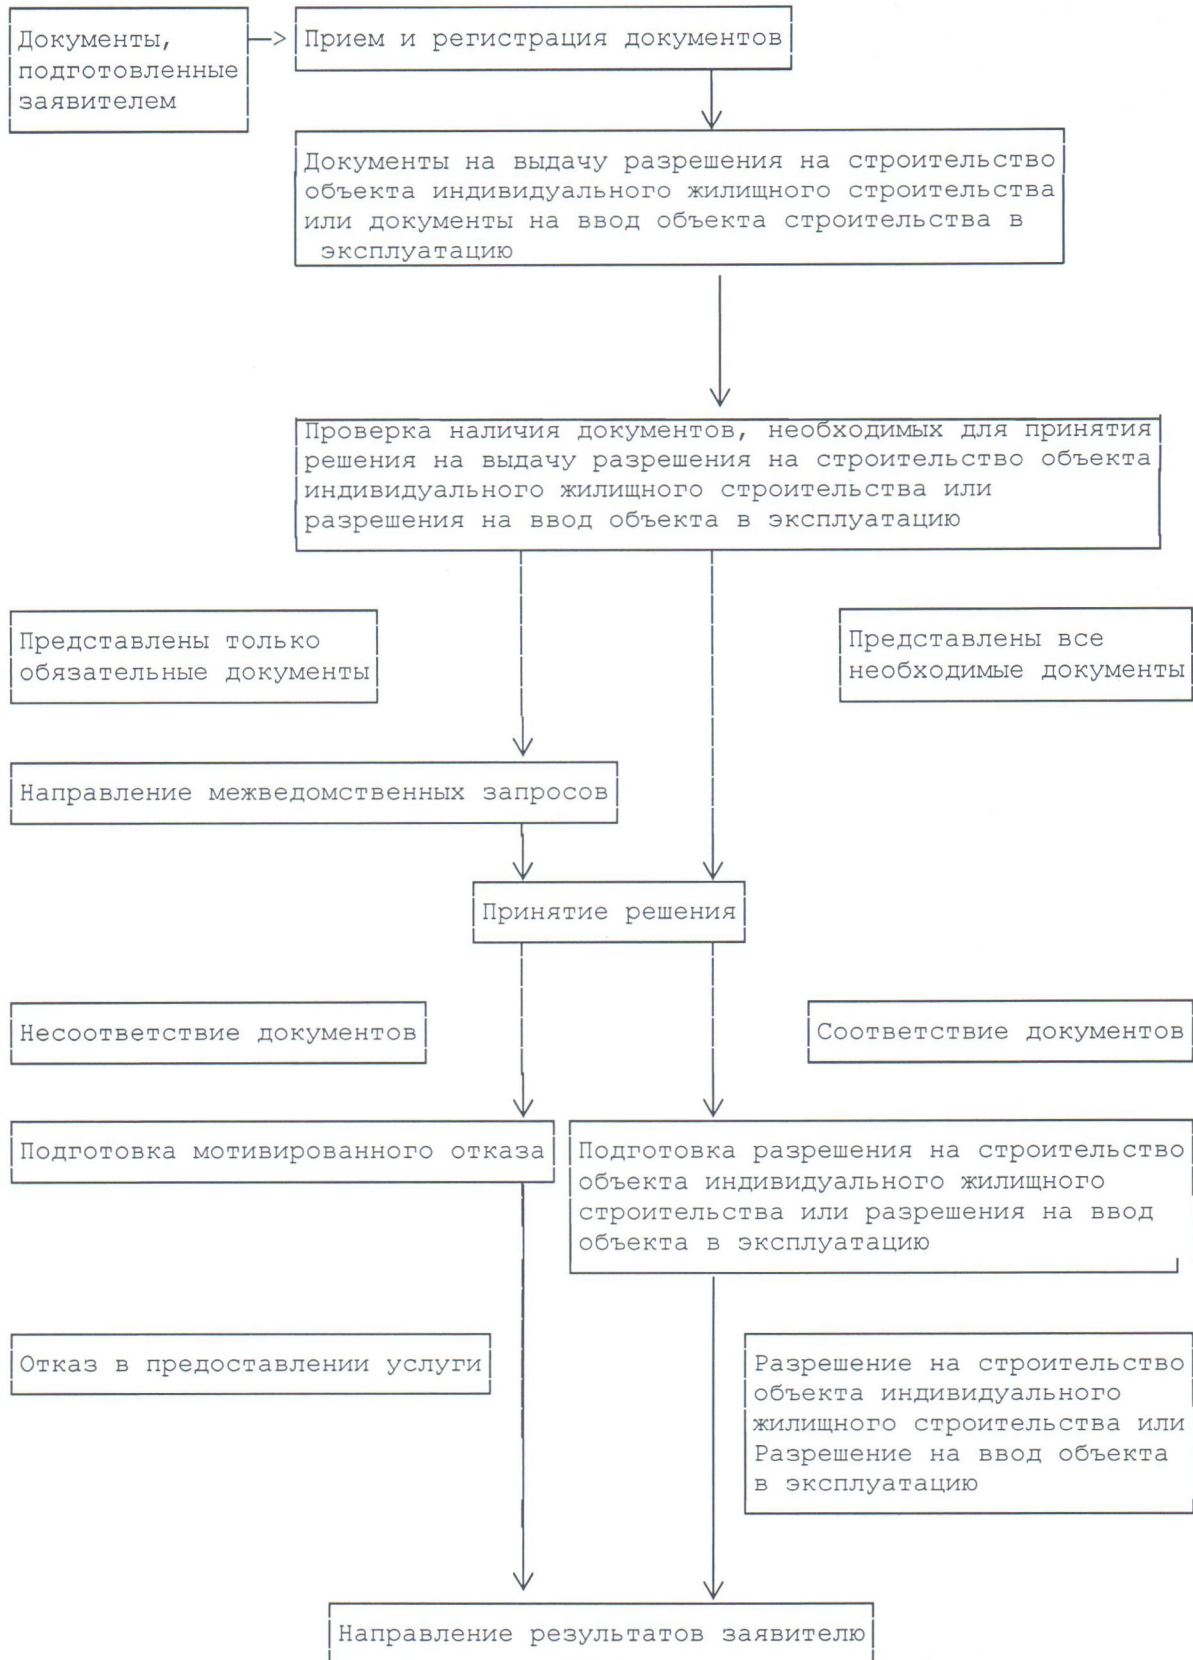 Документы,
подготовленные
заявителем
Прием и регистрация документов
Документы на выдачу разрешения на строительство
объекта индивидуального жилищного строительства
или документы на ввод объекта строительства в
эксплуатацию
Проверка наличия документов, необходимых для принятия
решения на выдачу разрешения на строительство объекта
индивидуального жилищного строительства или
разрешения на ввод объекта в эксплуатацию
Представлены только
обязательные документы
Представлены все
необходимые документы
Направление межведомственных запросов
Принятие решения
Несоответствие документов
Соответствие документов
Подготовка мотивированного отказа
Подготовка разрешения на строительство
объекта индивидуального жилищного
строительства или разрешения на ввод
объекта в эксплуатацию
Отказ в предоставлении услуги
Разрешение на строительство
объекта индивидуального
жилищного строительства или
Разрешение на ввод объекта
в эксплуатацию
Направление результатов заявителю